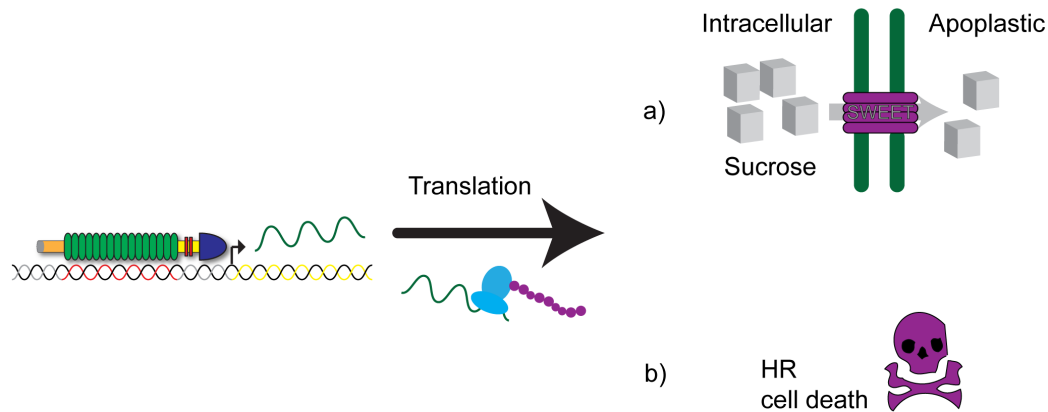 Intracellular Apoplastic
a)
SWEET
Sucrose
Translation
b)
HR
cell death